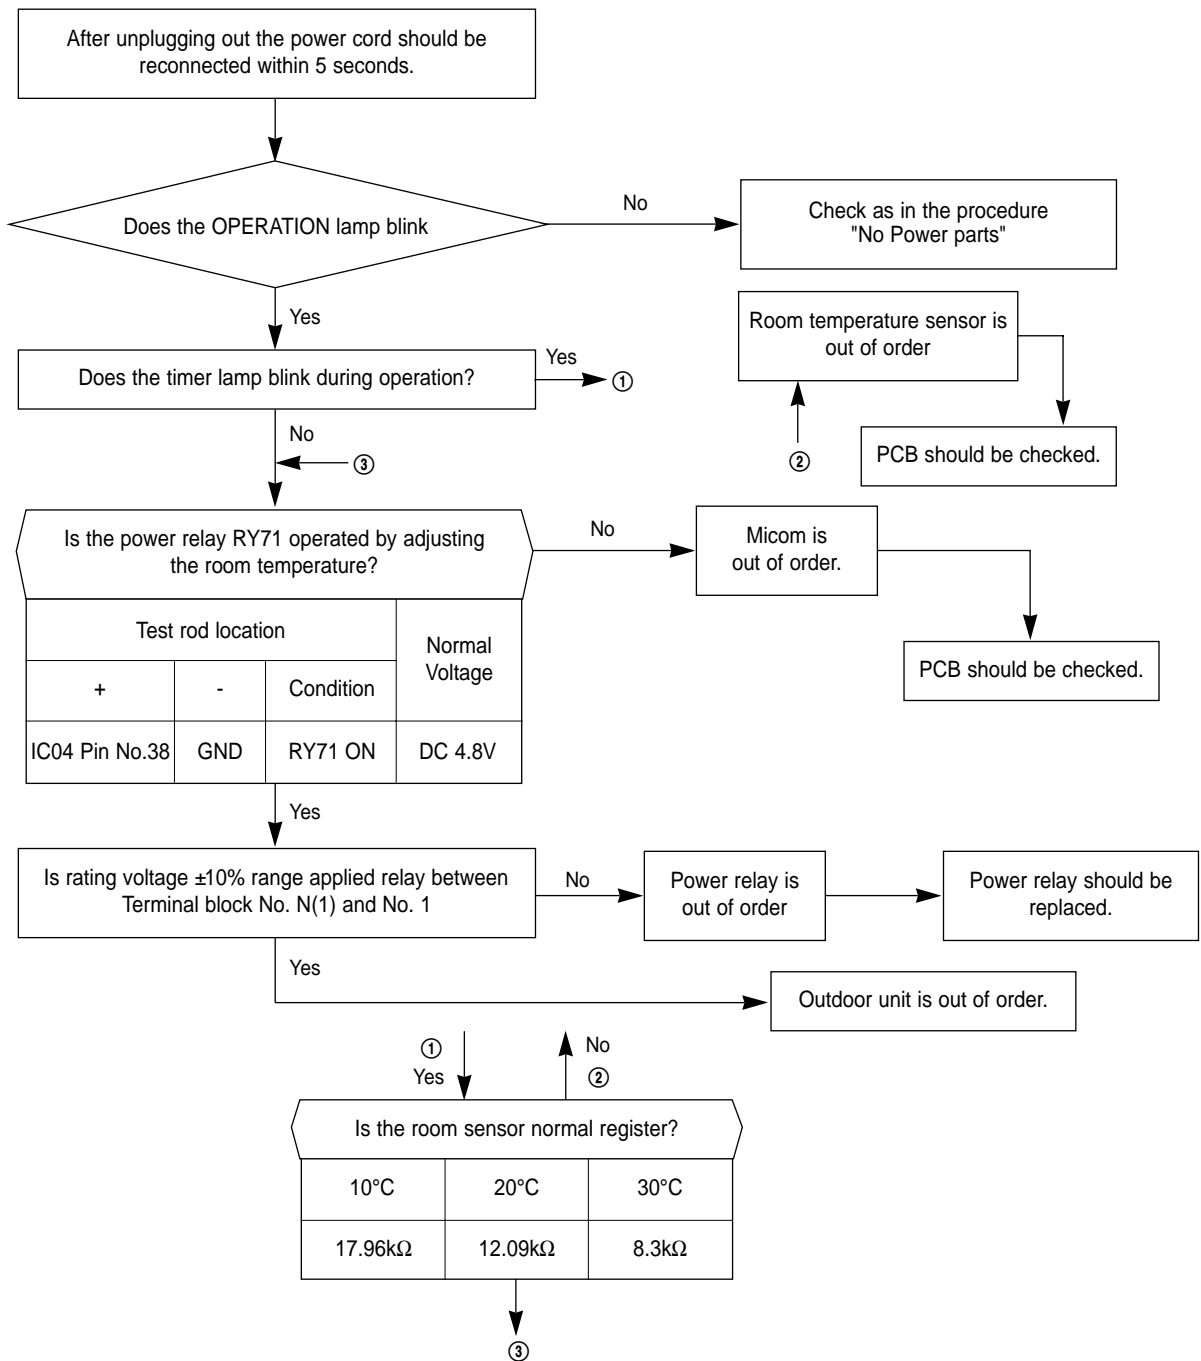 After unplugging out the power cord should be
reconnected within 5 seconds.
Does the OPERATION lamp blink
No
Check as in the procedure
"No Power parts"
Yes
Room temperature sensor is
out of order
Does the timer lamp blink during operation?
Yes
①
②
PCB should be checked.
No
③
Is the power relay RY71 operated by adjusting
the room temperature?
No
Micom is
out of order.
PCB should be checked.
Test rod location
Normal
Voltage
+
-
Condition
IC04 Pin No.38
GND
RY71 ON
DC 4.8V
Yes
Is rating voltage ±10% range applied relay between
Terminal block No. N(1) and No. 1
No
Power relay is
out of order
Power relay should be
replaced.
Yes
Outdoor unit is out of order.
①
Yes
No
②
Is the room sensor normal register?
10°C
20°C
30°C
17.96kΩ
12.09kΩ
8.3kΩ
③